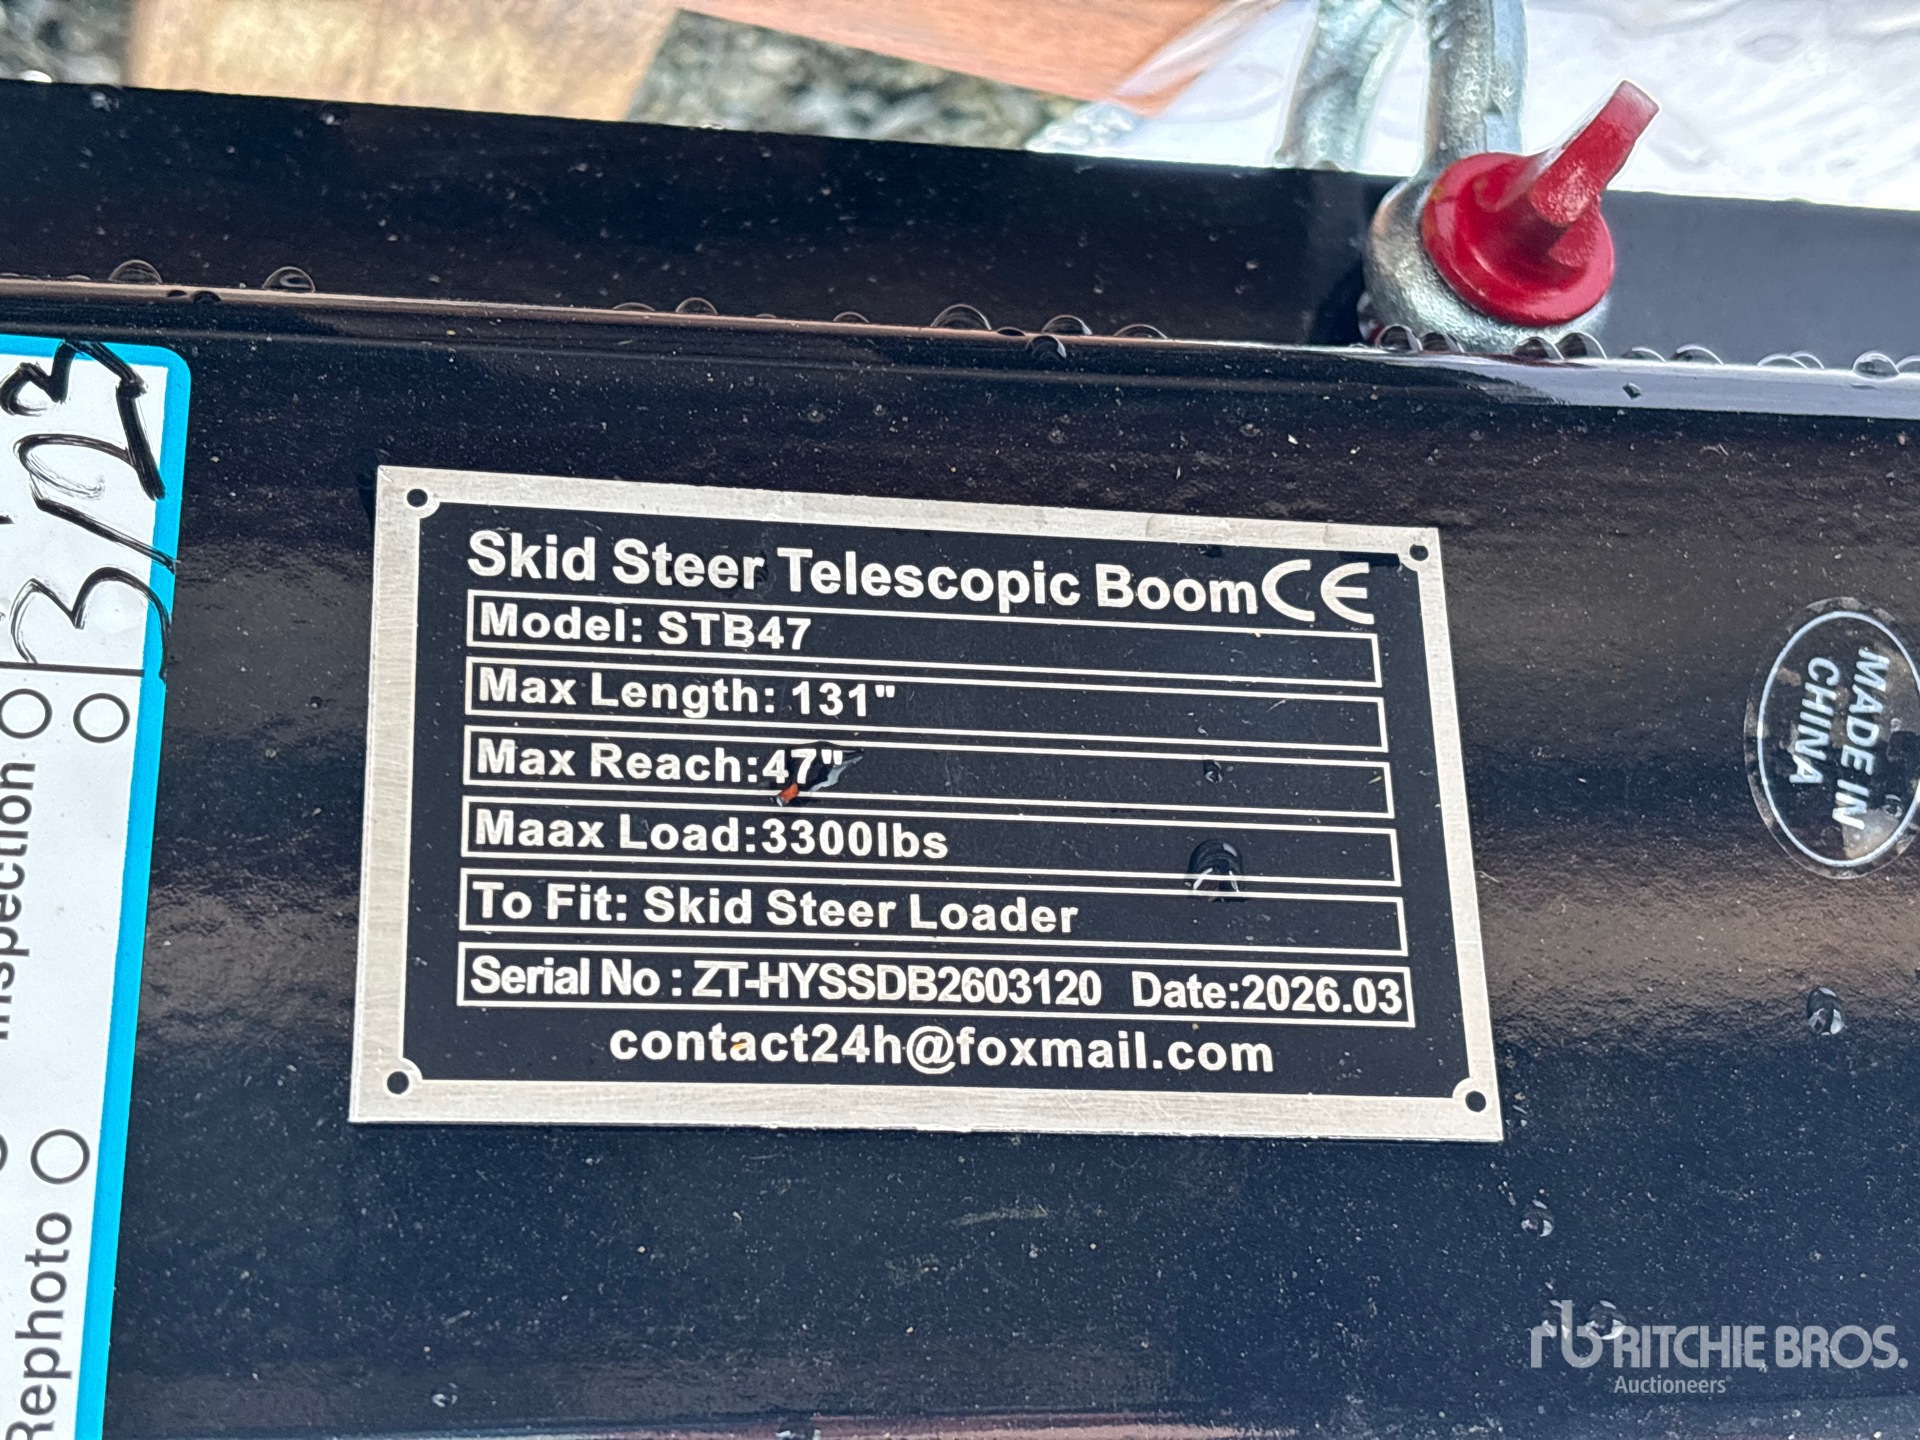 Skid Steer Telescopic Boom CE
Model: STB47
Max Length: 131"
Max Reach:47"
Maax Load:3300lbs
To Fit: Skid Steer Loader
Serial No : ZT-HYSSDB2603120 Date:2026.03
contact24h@foxmail.com
MADE IN
CHINA
Inspection
Rephoto
rb RITCHIE BROS.
Auctioneers